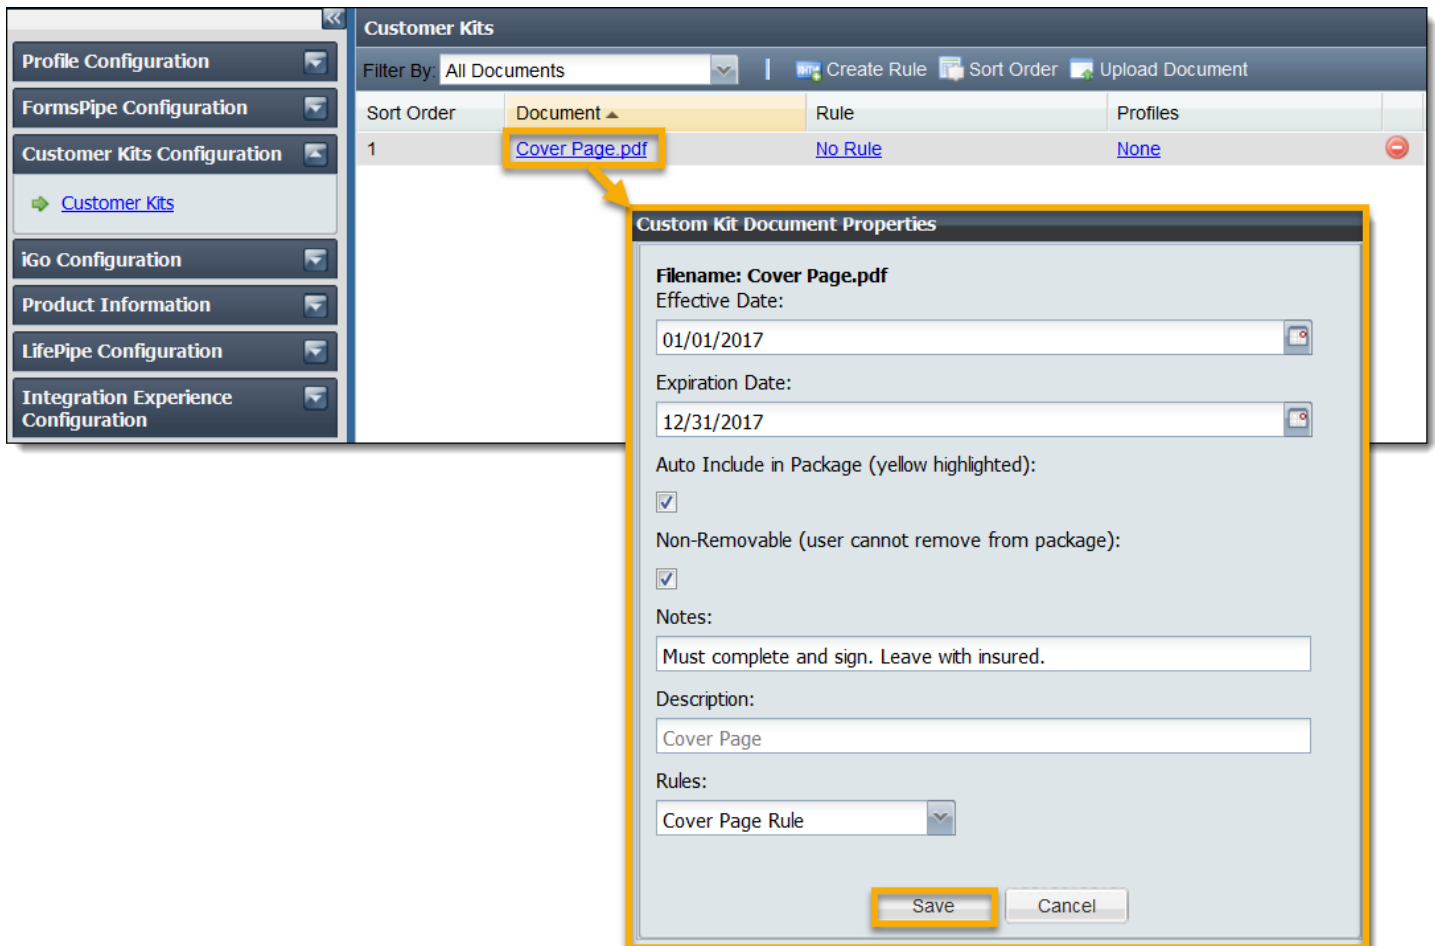 Profile Configuration
FormsPipe Configuration
Customer Kits Configuration
Customer Kits
iGo Configuration
Product Information
LifePipe Configuration
Integration Experience
Configuration
Customer Kits
Filter By: All Documents | Create Rule Sort Order Upload Document
Sort Order Document Rule Profiles
1 Cover Page.pdf No Rule None
Custom Kit Document Properties
Filename: Cover Page.pdf
Effective Date:
01/01/2017
Expiration Date:
12/31/2017
Auto Include in Package (yellow highlighted):
Non-Removable (user cannot remove from package):
Notes:
Must complete and sign. Leave with insured.
Description:
Cover Page
Rules:
Cover Page Rule
Save Cancel